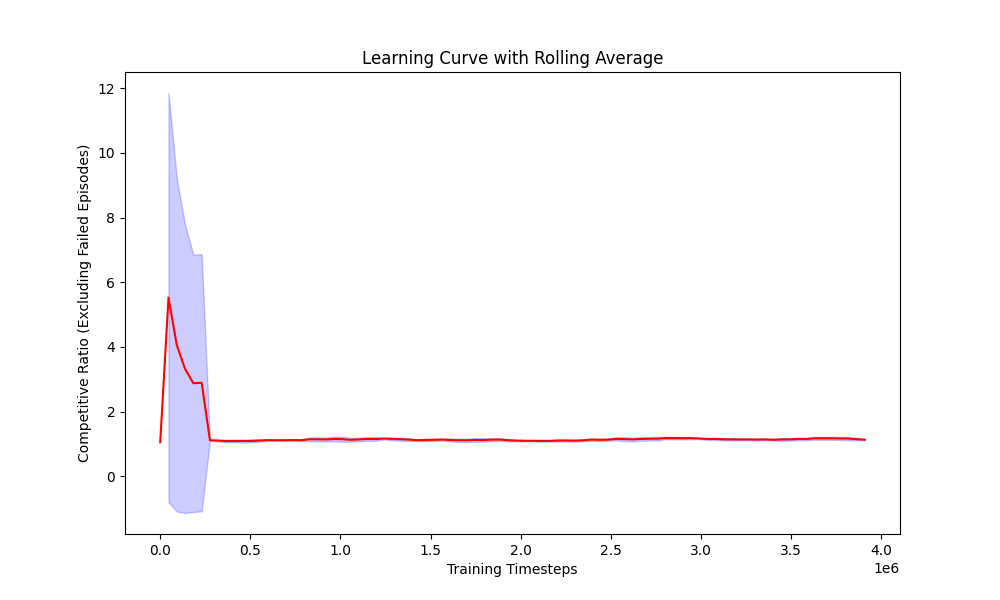 Learning Curve with Rolling Average
Competitive Ratio (Excluding Failed Episodes)
12
10
8
6
4
2
0
0.0 0.5 1.0 1.5 2.0 2.5 3.0 3.5 4.0
1e6
Training Timesteps